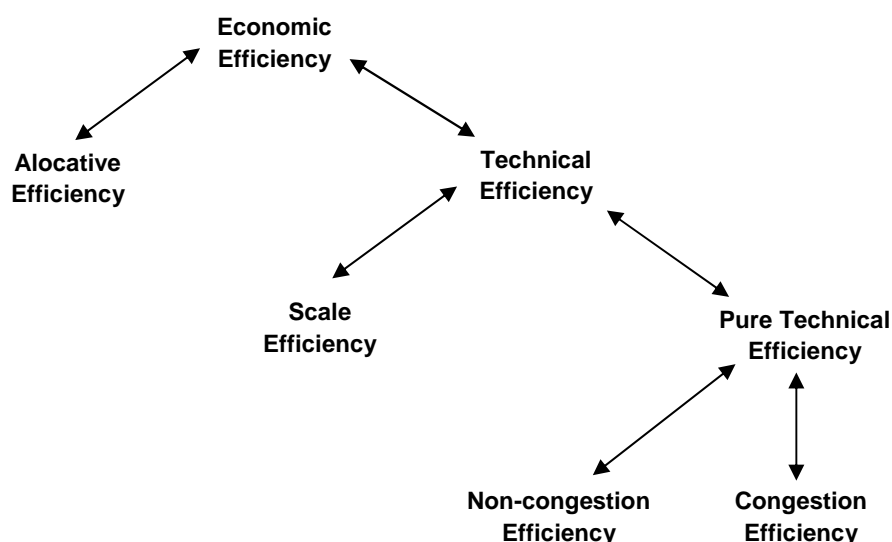 Economic
Efficiency
Alocative
Efficiency
Technical
Efficiency
Scale
Efficiency
Pure Technical
Efficiency
Non-congestion
Efficiency
Congestion
Efficiency